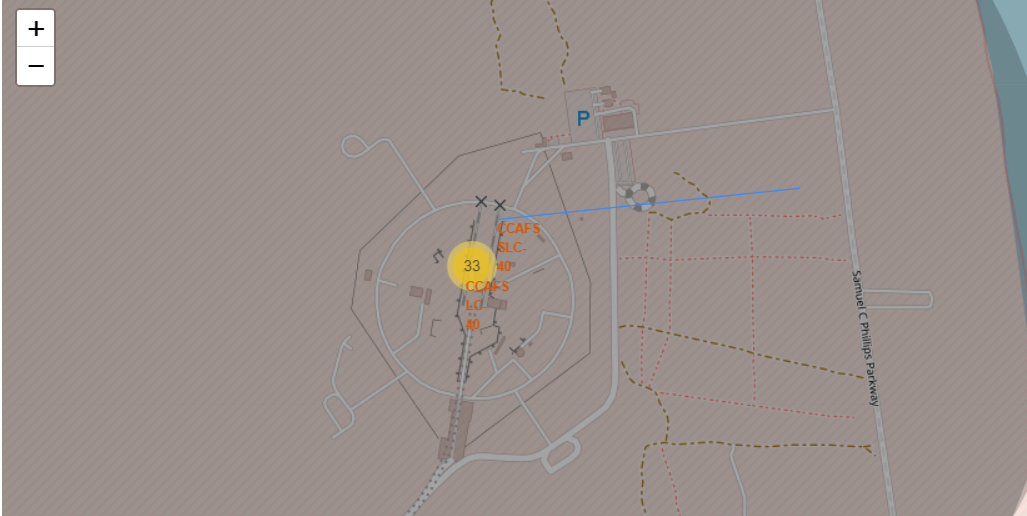 +
−
P
CCAFS
SLC-
40
33
CCAFS
LC-
40
Samuel C Phillips Parkway